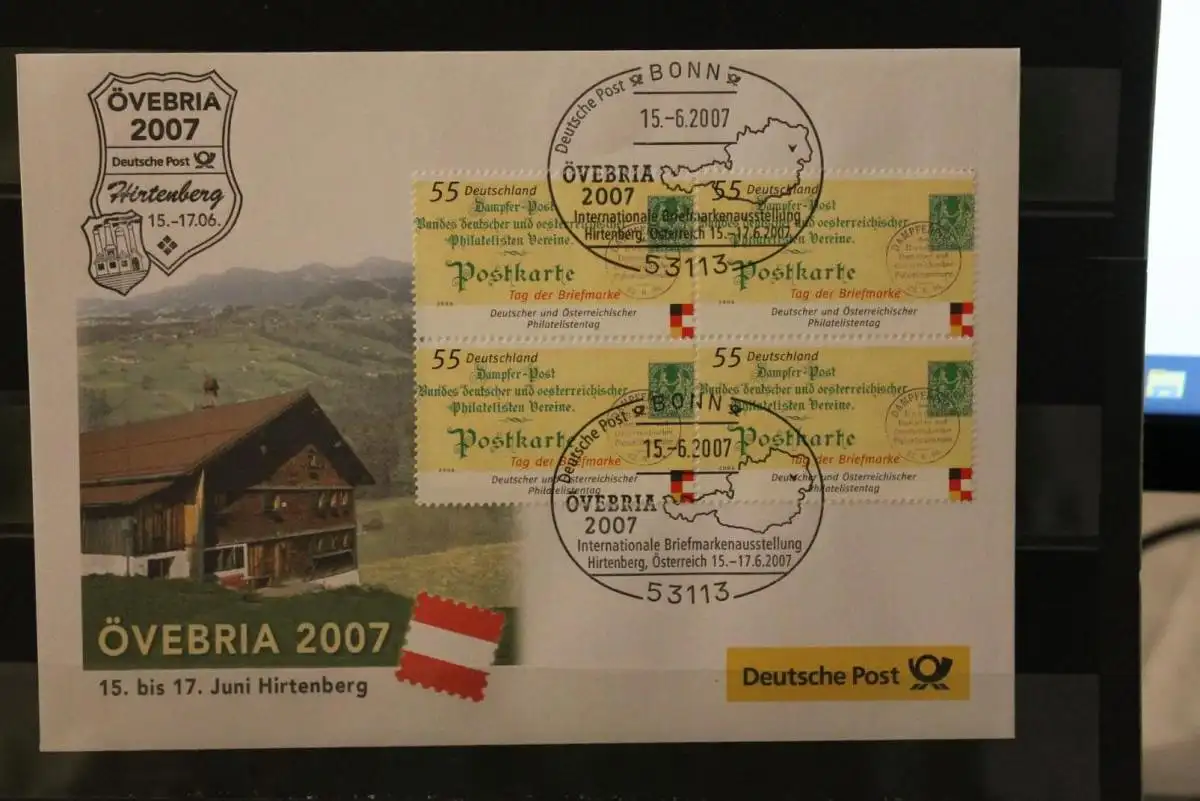 ÖVEBRIA
2007
Deutsche Post
Hirtenberg
15.–17.06.
Deutsche Post BONN
15.-6.2007
ÖVEBRIA
2007
Internationale Briefmarkenausstellung
Hirtenberg, Österreich 15.–17.6.2007
53113
55 Deutschland
Dampfer-Post
Bundes deutscher und oesterreichischer
Philatelisten Vereine.
Postkarte
Tag der Briefmarke
2006
Deutscher und Österreichischer
Philatelistentag
55 Deutschland
Dampfer-Post
Bundes deutscher und oesterreichischer
Philatelisten Vereine.
Postkarte
Tag der Briefmarke
2006
Deutscher und Österreichischer
Philatelistentag
55 Deutschland
Dampfer-Post
Bundes deutscher und oesterreichischer
Philatelisten Vereine.
Postkarte
Tag der Briefmarke
2006
Deutscher und Österreichischer
Philatelistentag
55 Deutschland
Dampfer-Post
Bundes deutscher und oesterreichischer
Philatelisten Vereine.
Postkarte
Tag der Briefmarke
2006
Deutscher und Österreichischer
Philatelistentag
Deutsche Post BONN
15.-6.2007
ÖVEBRIA
2007
Internationale Briefmarkenausstellung
Hirtenberg, Österreich 15.–17.6.2007
53113
ÖVEBRIA 2007
15. bis 17. Juni Hirtenberg
Deutsche Post